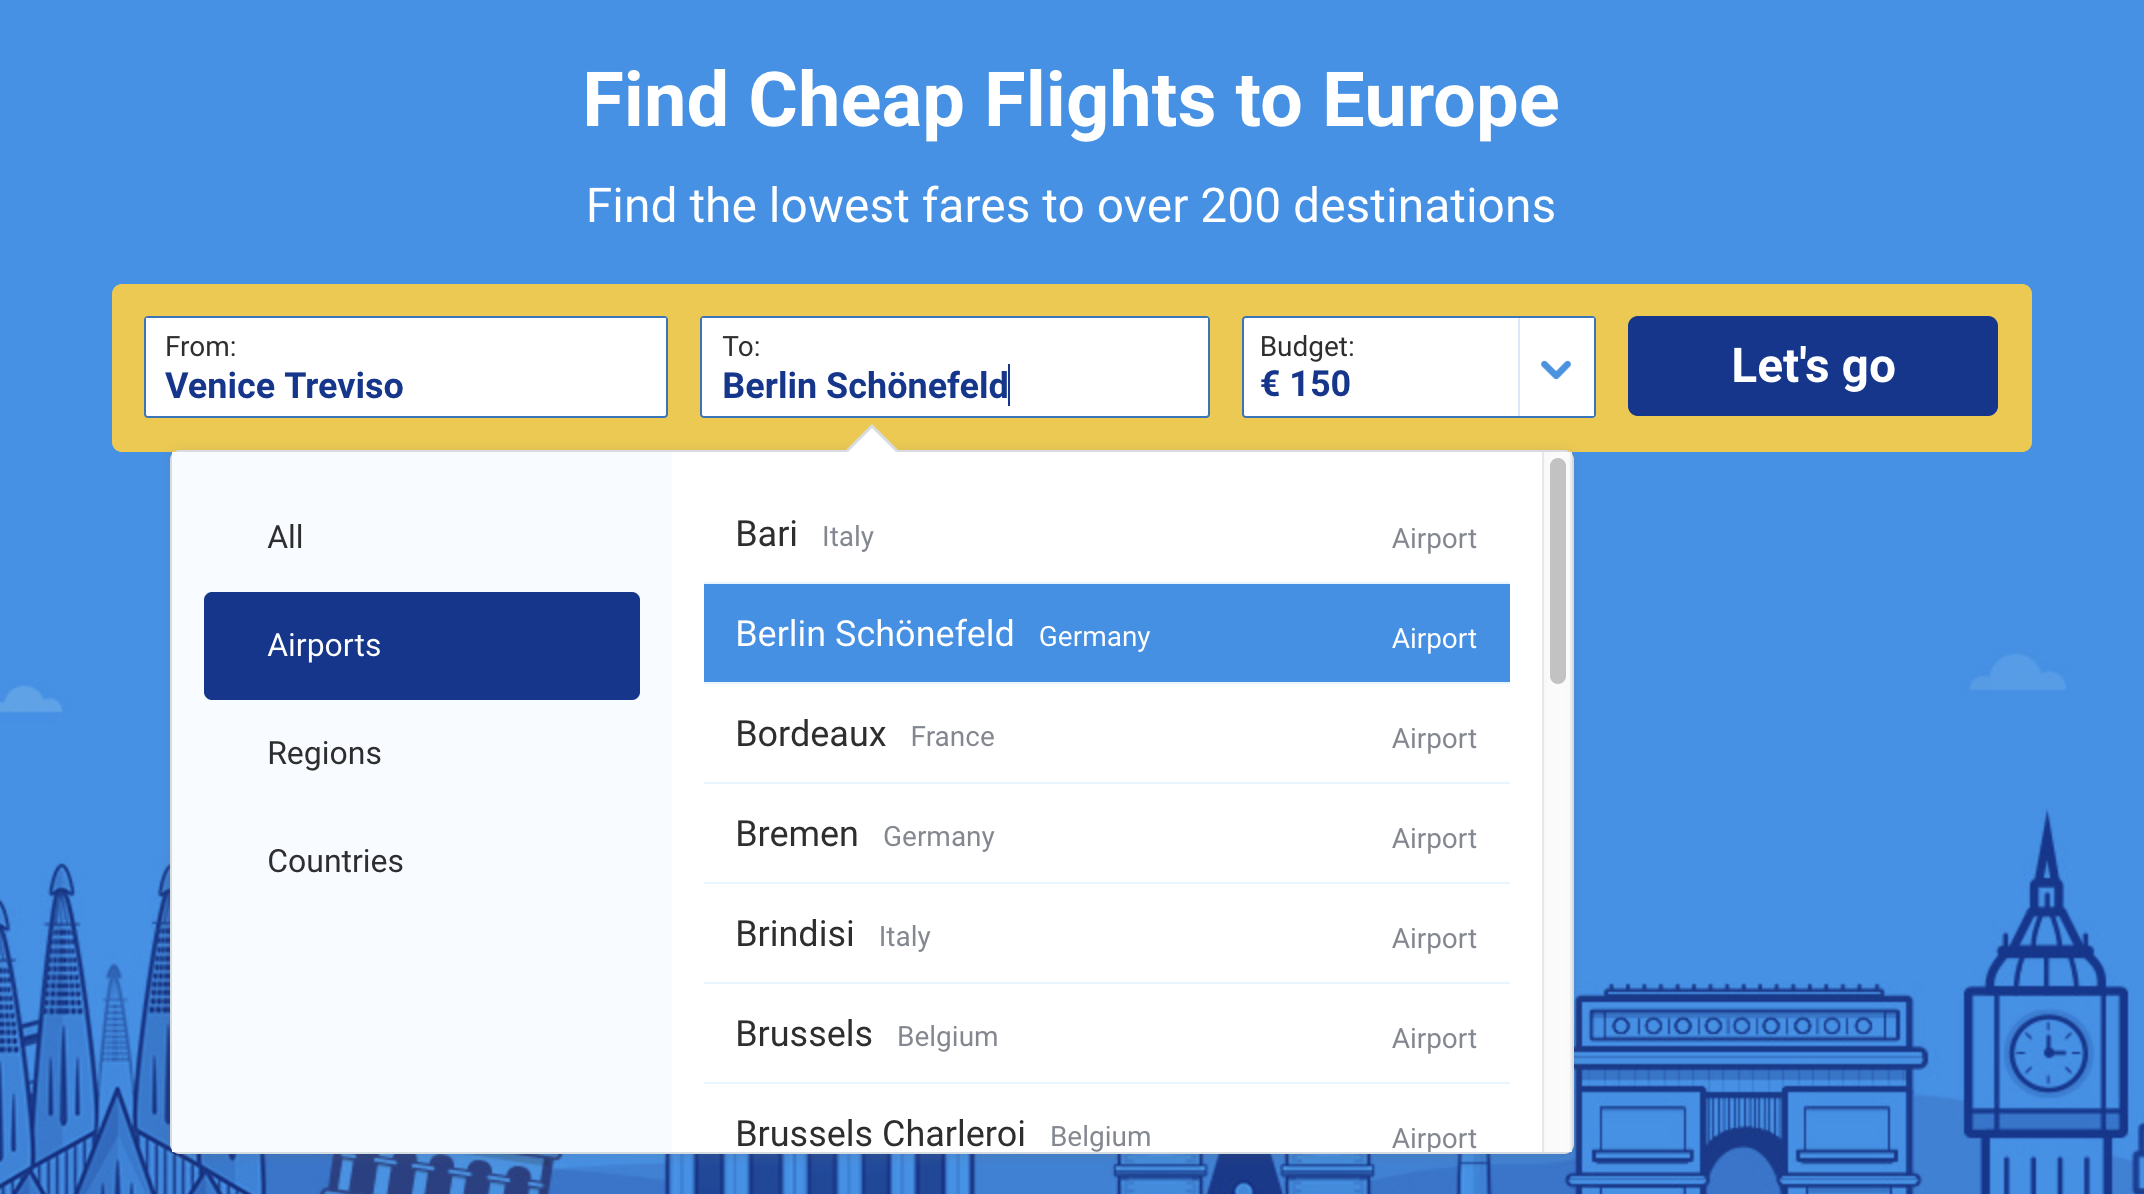 Find Cheap Flights to Europe
Find the lowest fares to over 200 destinations
From:
Venice Treviso
To:
Berlin Schönefeld
Budget:
€ 150
Let's go
All
Airports
Regions
Countries
Bari Italy Airport
Berlin Schönefeld Germany Airport
Bordeaux France Airport
Bremen Germany Airport
Brindisi Italy Airport
Brussels Belgium Airport
Brussels Charleroi Belgium Airport